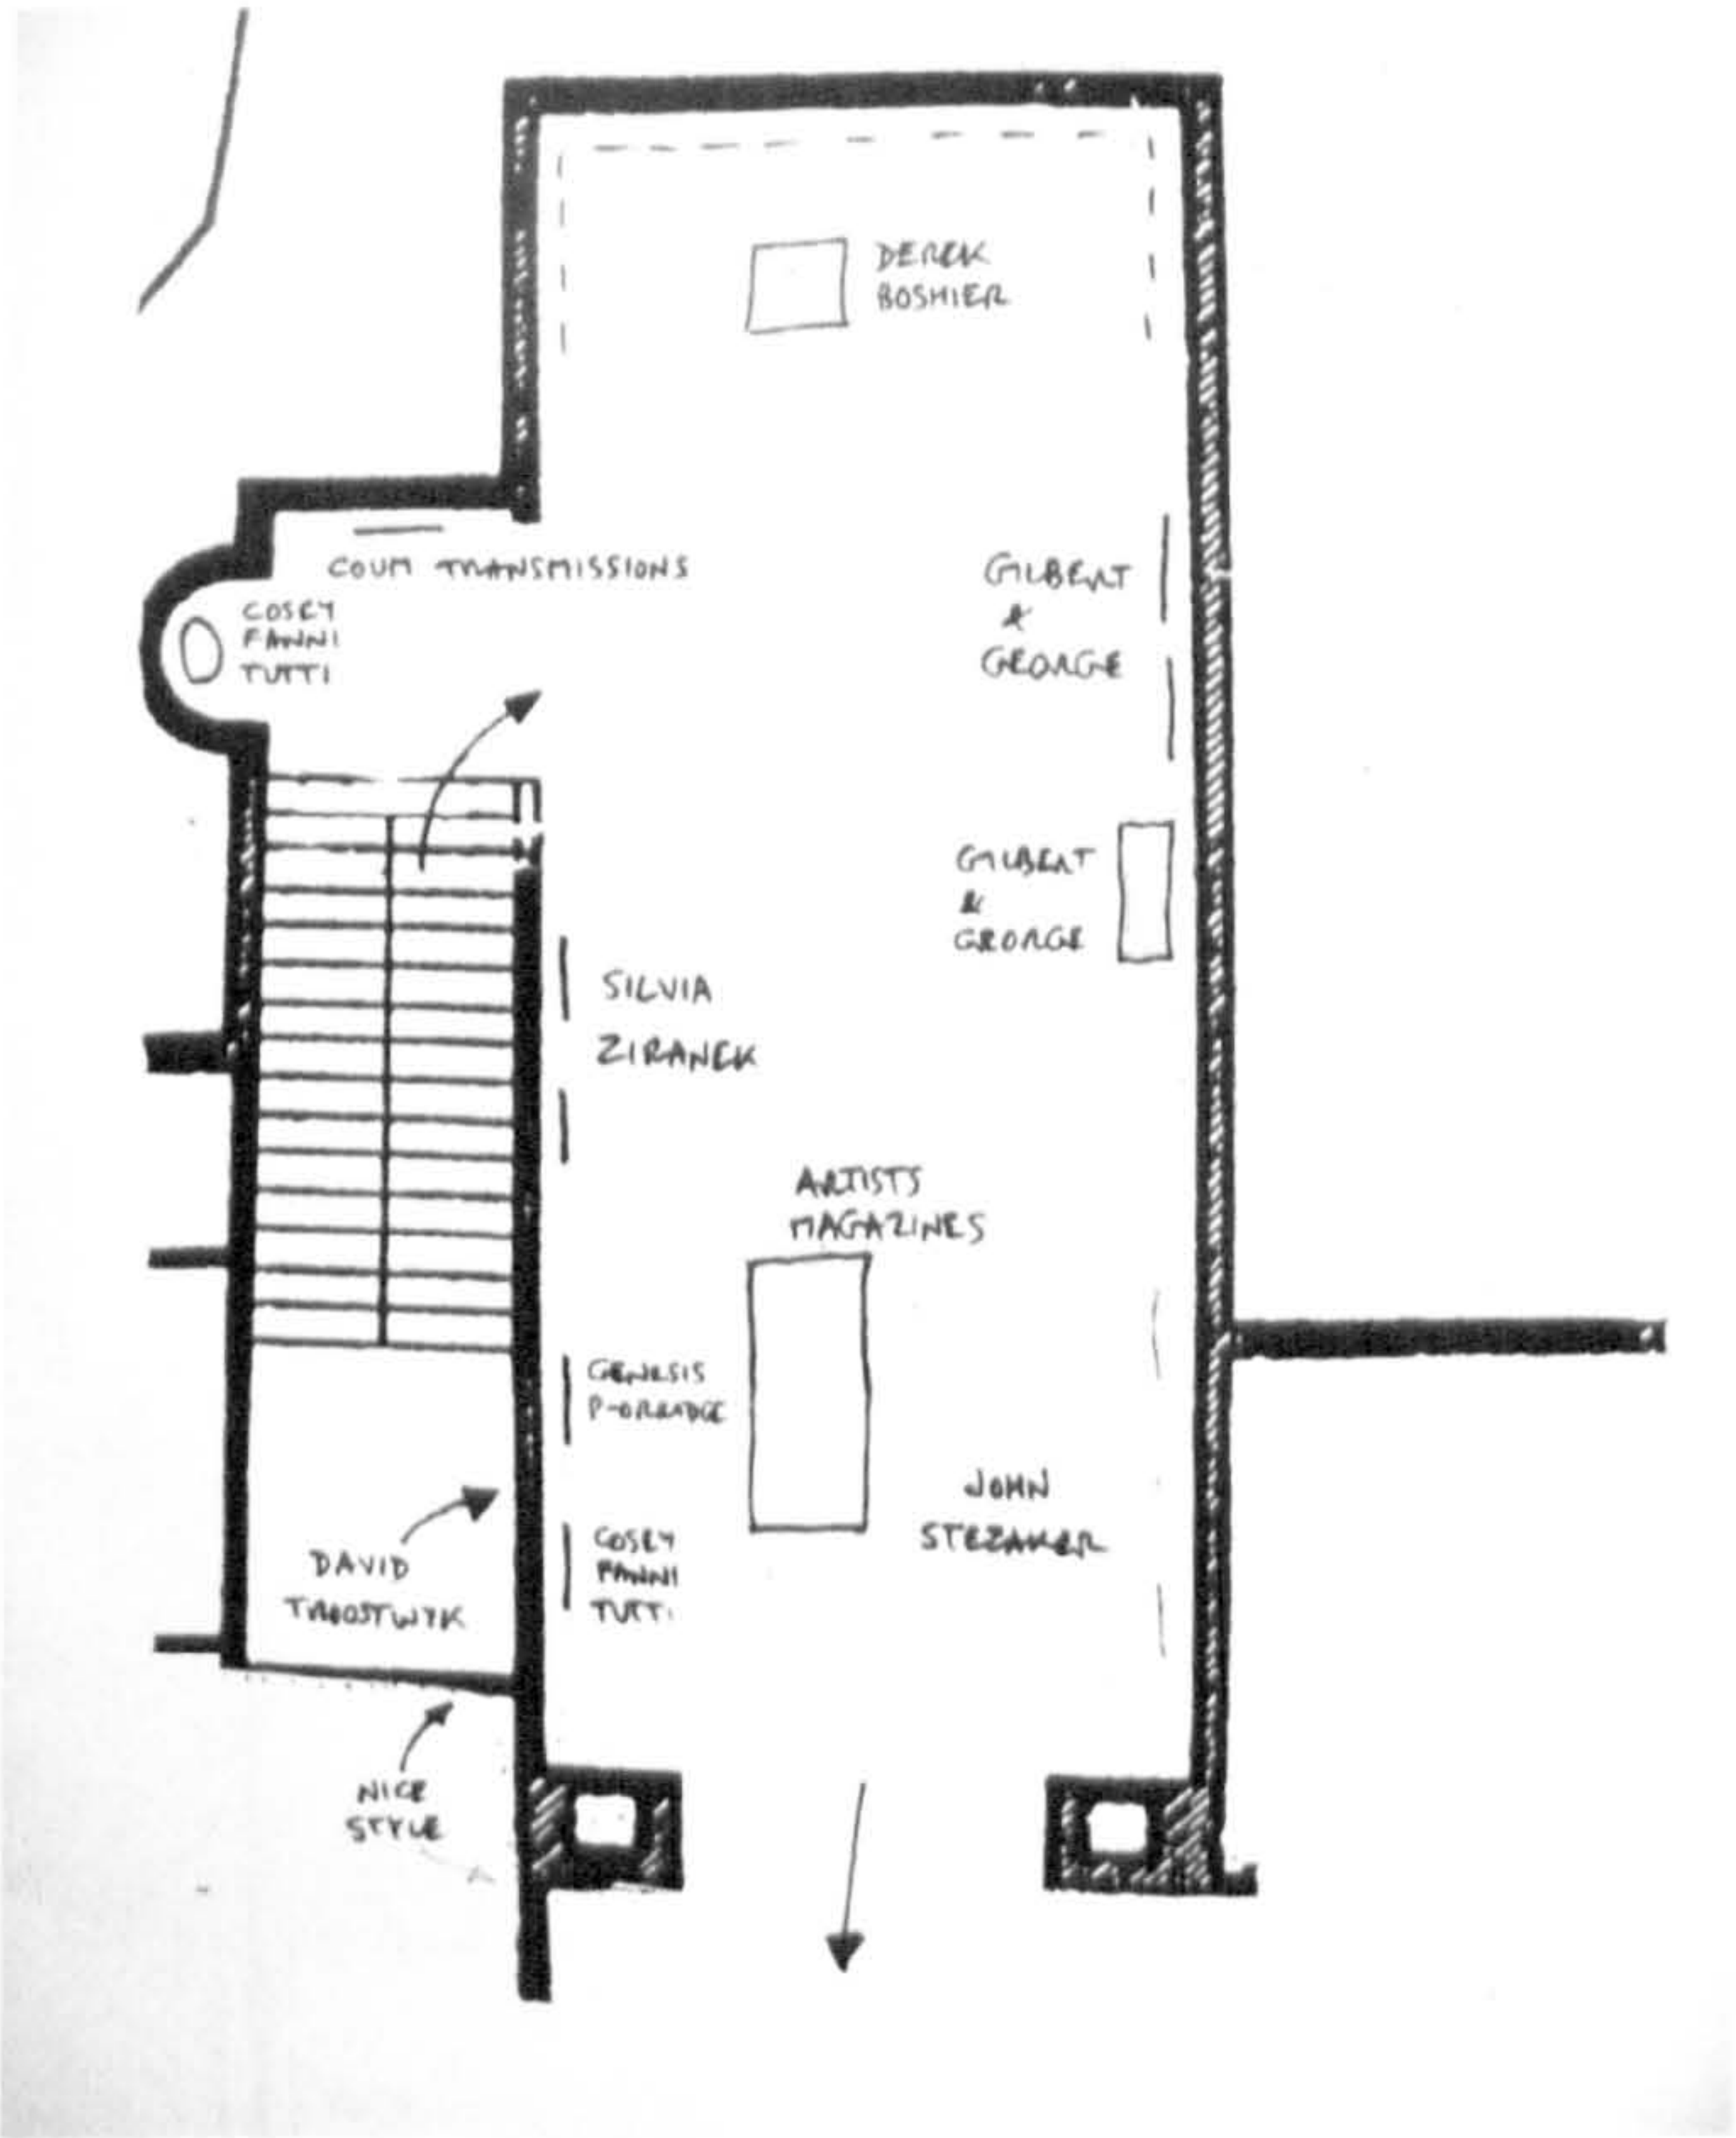 DEREK
BOSHIER
COUM TRANSMISSIONS
COSEY
FANNI
TUTTI
GILBERT
&
GEORGE
GILBERT
&
GEORGE
SILVIA
ZIRANEK
ARTISTS
MAGAZINES
GENESIS
P-ORRIDGE
JOHN
STEZAKER
COSEY
FANNI
TUTTI
DAVID
TROOSTWYK
NICE
STYLE